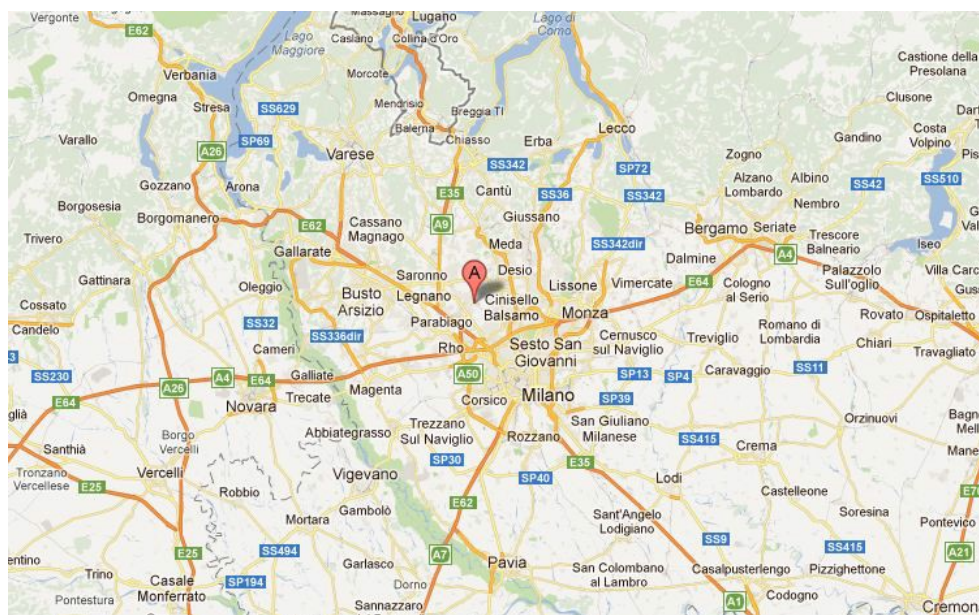 Vergonte
E62
Massagno
Lugano
Caslano
Collina d'Oro
Lago
Maggiore
Lago di
Como
Verbania
Morcote
Castione della
Presolana
Omegna
Stresa
SS629
Mendrisio
Breggia TI
Clusone
Varallo
SP69
Balerna
Chiasso
Erba
Lecco
Gandino
Costa
Volpino
A26
Varese
SS342
SP72
Zogno
Gozzano
Arona
E35
Cantù
SS36
SS342
Alzano
Lombardo
Albino
SS42
SS510
Borgosesia
Borgomanero
E62
Cassano
Magnago
A9
Giussano
Nembro
Trivero
Gallarate
Meda
SS342dir
Bergamo
Seriate
Trescore
Balneario
Iseo
Gattinara
Saronno
A
Desio
Dalmine
A4
Oleggio
Busto
Arsizio
Legnano
Cinisello
Balsamo
Lissone
Vimercate
E64
Cologno
al Serio
Palazzolo
Sull'oglio
Villa Carc
Cossato
Candelo
SS32
Parabiago
Monza
Romano di
Lombardia
Rovato
Ospitaletto
SS336dir
Rho
Sesto San
Giovanni
Cernusco
sul Naviglio
Treviglio
Chiari
Travagliato
SS230
Cameri
A50
SP13
SP4
Caravaggio
SS11
E64
A26
A4
E64
Galliate
Magenta
Milano
Novara
Trecate
Corsico
SP39
Orzinuovi
Santhià
Borgo
Vercelli
Abbiategrasso
Trezzano
Sul Naviglio
Rozzano
San Giuliano
Milanese
SS415
Crema
Tronzano
Vercellese
Vercelli
Vigevano
SP30
E35
E25
Robbio
SP40
Lodi
Castelleone
Gambolò
E62
Sant'Angelo
Lodigiano
Soresina
Mortara
SS9
Pontevico
E25
SS494
Garlasco
A7
Pavia
SS415
A21
Trino
Casale
Monferrato
SP194
Dorno
San Colombano
al Lambro
Casalpusterlengo
Pizzighettone
Pontestura
Sannazzaro
A1
Codogno